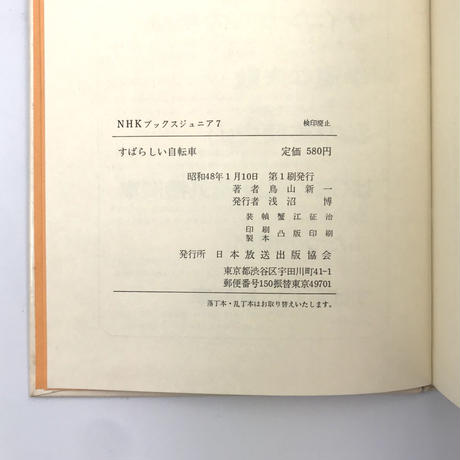 NHKブックスジュニア7　検印廃止
すばらしい自転車　定価 580円
昭和48年1月10日　第1刷発行
著者　鳥山新一
発行者　浅沼　博
装幀　蟹江征治
印刷
製本　凸版印刷
発行所　日本放送出版協会
東京都渋谷区宇田川町41-1
郵便番号150振替東京49701
落丁本・乱丁本はお取り替えいたします。